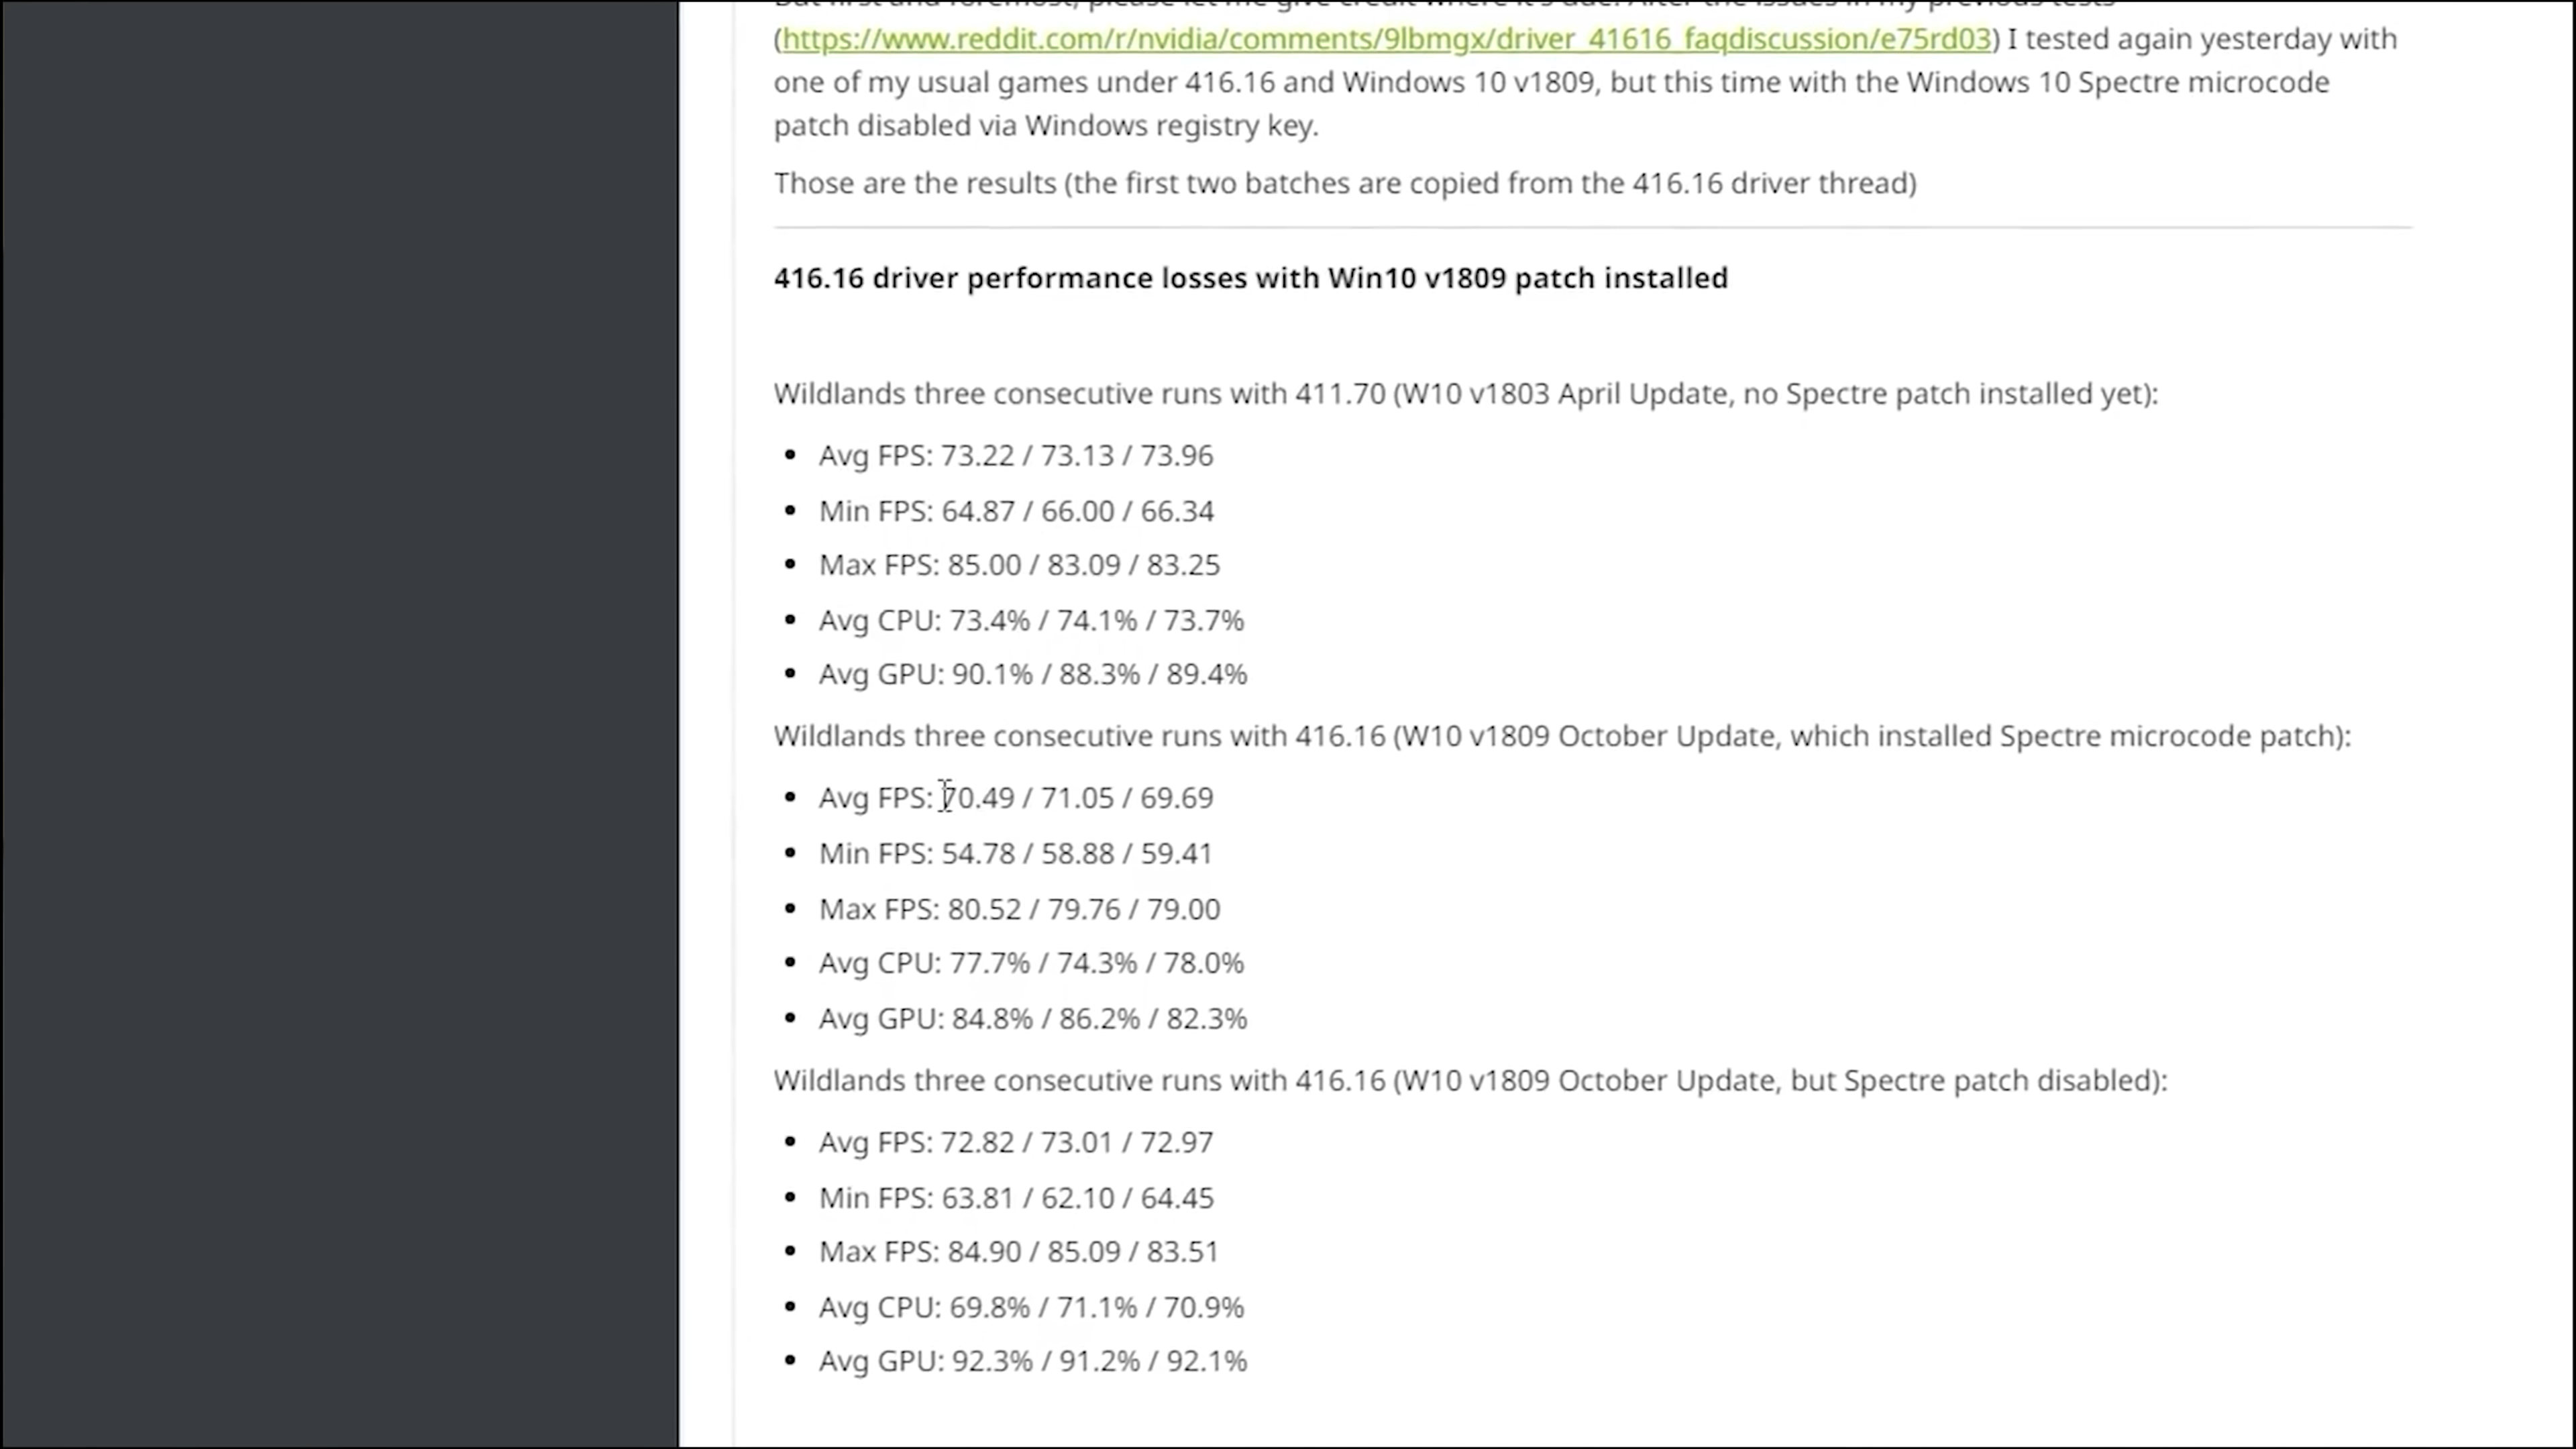 (https://www.reddit.com/r/nvidia/comments/9lbmgx/driver_41616_faqdiscussion/e75rd03) I tested again yesterday with
one of my usual games under 416.16 and Windows 10 v1809, but this time with the Windows 10 Spectre microcode
patch disabled via Windows registry key.
Those are the results (the first two batches are copied from the 416.16 driver thread)
416.16 driver performance losses with Win10 v1809 patch installed
Wildlands three consecutive runs with 411.70 (W10 v1803 April Update, no Spectre patch installed yet):
• Avg FPS: 73.22 / 73.13 / 73.96
• Min FPS: 64.87 / 66.00 / 66.34
• Max FPS: 85.00 / 83.09 / 83.25
• Avg CPU: 73.4% / 74.1% / 73.7%
• Avg GPU: 90.1% / 88.3% / 89.4%
Wildlands three consecutive runs with 416.16 (W10 v1809 October Update, which installed Spectre microcode patch):
• Avg FPS: 70.49 / 71.05 / 69.69
• Min FPS: 54.78 / 58.88 / 59.41
• Max FPS: 80.52 / 79.76 / 79.00
• Avg CPU: 77.7% / 74.3% / 78.0%
• Avg GPU: 84.8% / 86.2% / 82.3%
Wildlands three consecutive runs with 416.16 (W10 v1809 October Update, but Spectre patch disabled):
• Avg FPS: 72.82 / 73.01 / 72.97
• Min FPS: 63.81 / 62.10 / 64.45
• Max FPS: 84.90 / 85.09 / 83.51
• Avg CPU: 69.8% / 71.1% / 70.9%
• Avg GPU: 92.3% / 91.2% / 92.1%